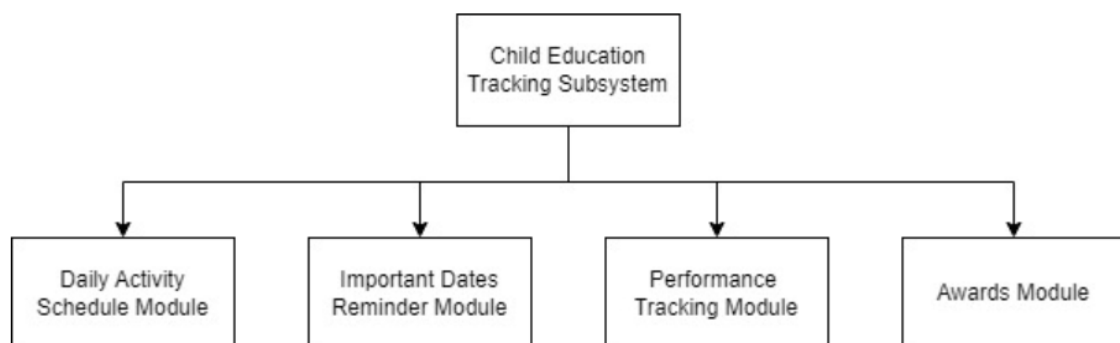 Child Education
Tracking Subsystem
Daily Activity
Schedule Module
Important Dates
Reminder Module
Performance
Tracking Module
Awards Module